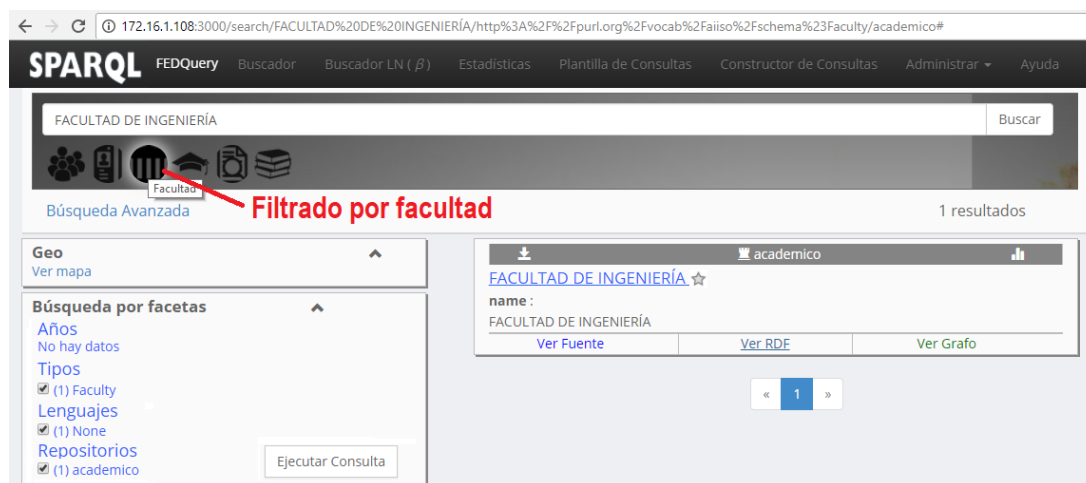 172.16.1.108:3000/search/FACULTAD%20DE%20INGENIERÍA/http%3A%2F%2Fpurl.org%2Fvocab%2Faiiso%2Fschema%23Faculty/academico#
SPARQL FEDQuery Buscador Buscador LN ( β ) Estadísticas Plantilla de Consultas Constructor de Consultas Administrar Ayuda
FACULTAD DE INGENIERÍA Buscar
Facultad
Búsqueda Avanzada Filtrado por facultad 1 resultados
Geo
Ver mapa
Búsqueda por facetas
Años
No hay datos
Tipos
(1) Faculty
Lenguajes
(1) None
Repositorios
(1) academico
Ejecutar Consulta
academico
FACULTAD DE INGENIERÍA
name :
FACULTAD DE INGENIERÍA
Ver Fuente Ver RDF Ver Grafo
« 1 »